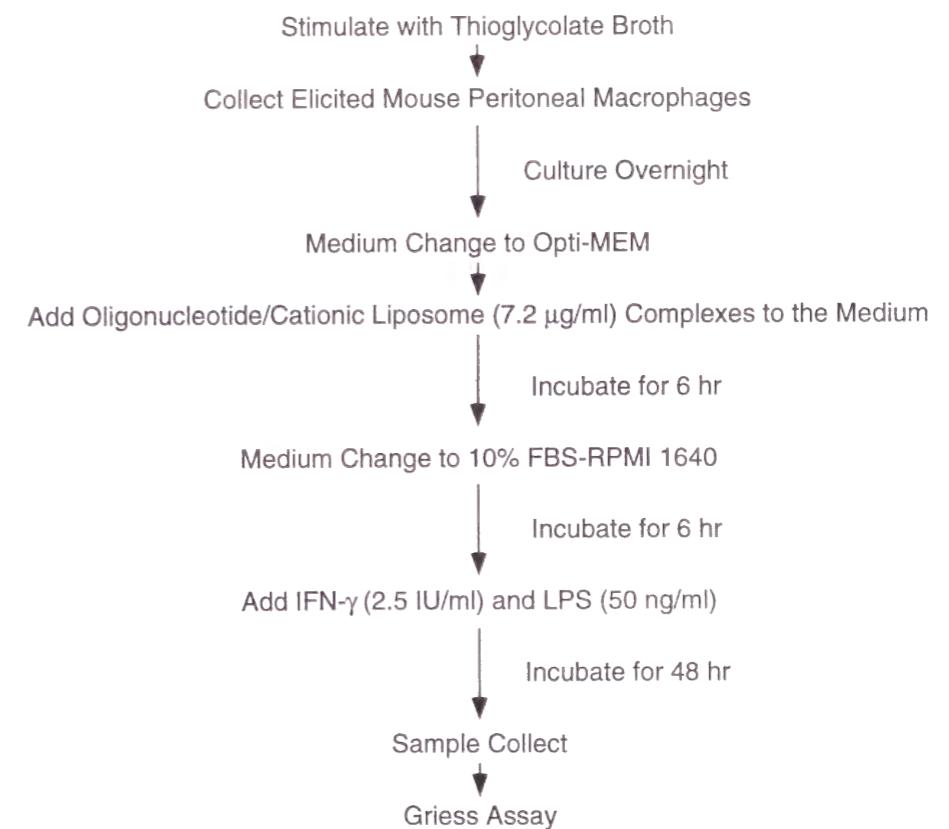 Stimulate with Thioglycolate Broth
Collect Elicited Mouse Peritoneal Macrophages
Culture Overnight
Medium Change to Opti-MEM
Add Oligonucleotide/Cationic Liposome (7.2 μg/ml) Complexes to the Medium
Incubate for 6 hr
Medium Change to 10% FBS-RPMI 1640
Incubate for 6 hr
Add IFN-γ (2.5 IU/ml) and LPS (50 ng/ml)
Incubate for 48 hr
Sample Collect
Griess Assay